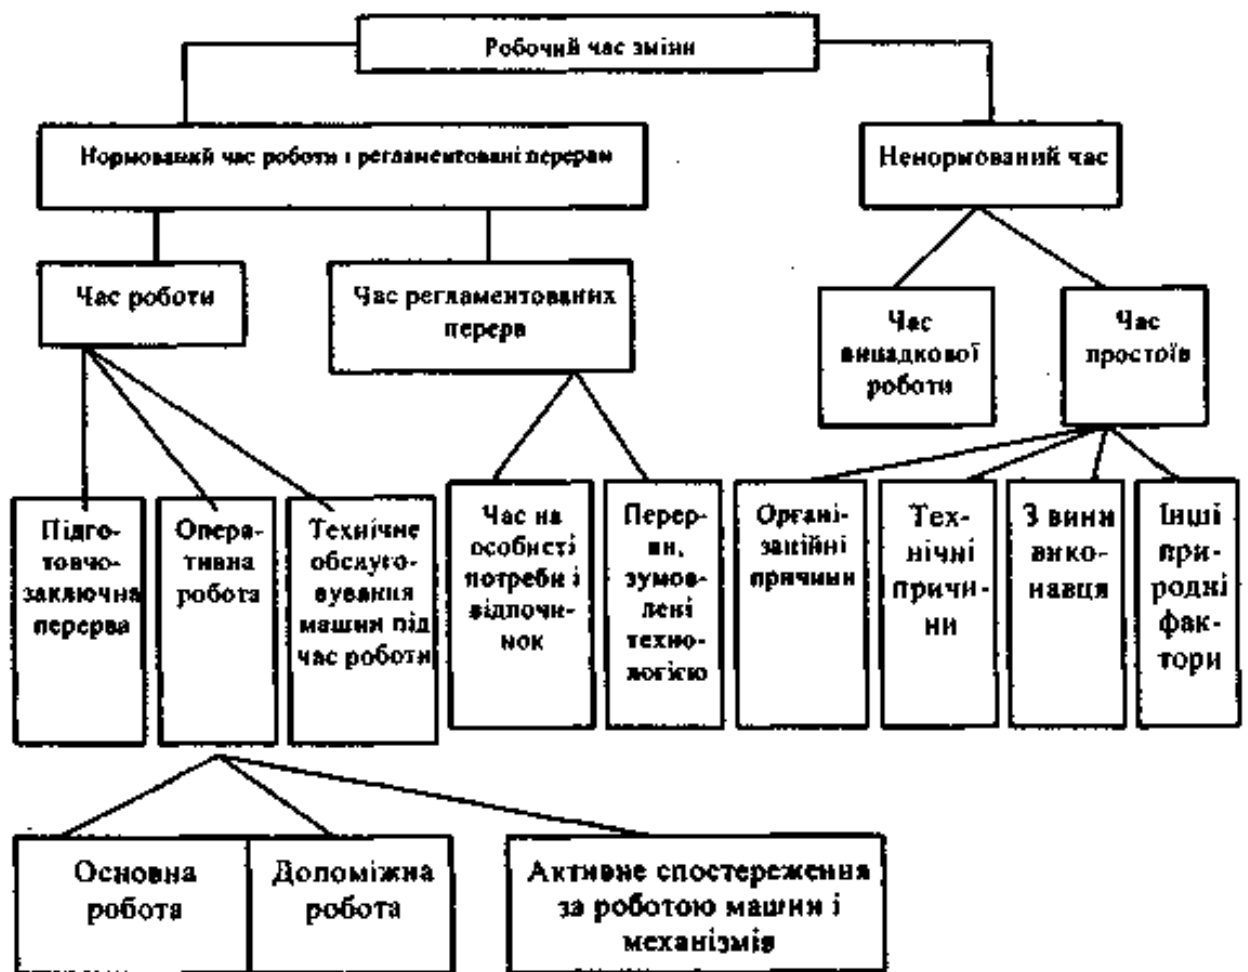 Робочий час зміни
Нормований час роботи і регламентовані перерви
Ненормований час
Час роботи
Час регламентованих
перерв
Час
випадкової
роботи
Час
простоїв
Підго-
товчо-
заключна
перерва
Опера-
тивна
робота
Технічне
обслуго-
вування
машин під
час роботи
Час на
особисті
потреби і
відпочи-
нок
Перер-
ви,
зумов-
лені
техно-
логією
Органі-
заційні
причини
Тех-
нічні
причи-
ни
З вини
вико-
навця
Інші
при-
родні
фак-
тори
Основна
робота
Допоміжна
робота
Активне спостереження
за роботою машин і
механізмів